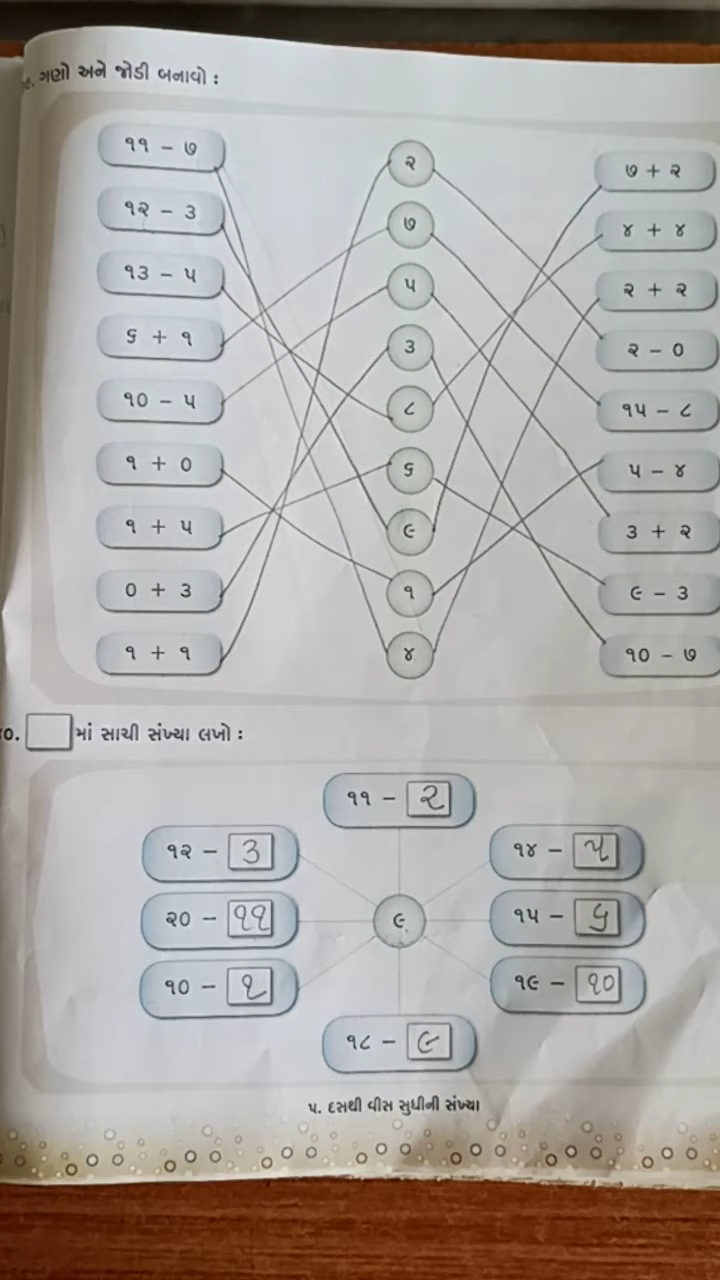 ગણો અને જોડી બનાવો :
૧૧ - ૭ ૨ ૭ + ૨
૧૨ - ૩ ૭ ૪ + ૪
૧૩ - ૫ ૫ ૨ + ૨
૬ + ૧ ૩ ૨ - ૦
૧૦ - ૫ ૮ ૧૫ - ૮
૧ + ૦ ૬ ૫ - ૪
૧ + ૫ ૯ ૩ + ૨
૦ + ૩ ૧ ૯ - ૩
૧ + ૧ ૪ ૧૦ - ૭
૦. માં સાચી સંખ્યા લખો :
૧૧ - ૨
૧૨ - ૩ ૧૪ - ૫
૨૦ - ૧૧ ૯ ૧૫ - ૬
૧૦ - ૧ ૧૯ - ૧૦
૧૮ - ૯
૫. દસથી વીસ સુધીની સંખ્યા